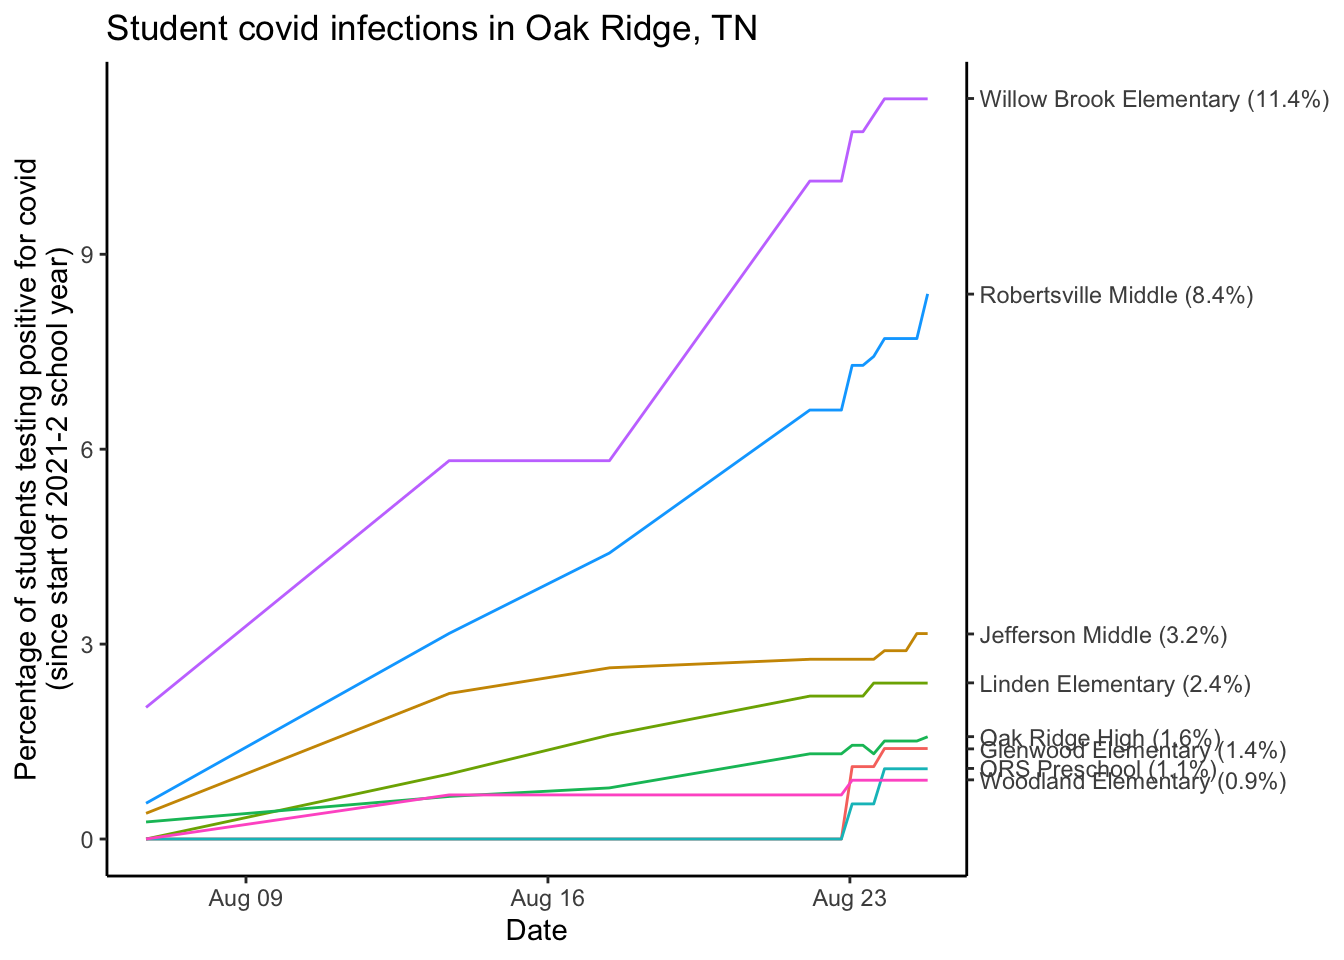 Student covid infections in Oak Ridge, TN
Percentage of students testing positive for covid
(since start of 2021-2 school year)
9
6
3
0
Aug 09
Aug 16
Aug 23
Date
Willow Brook Elementary (11.4%)
Robertsville Middle (8.4%)
Jefferson Middle (3.2%)
Linden Elementary (2.4%)
Oak Ridge High (1.6%)
Glenwood Elementary (1.4%)
ORS Preschool (1.1%)
Woodland Elementary (0.9%)